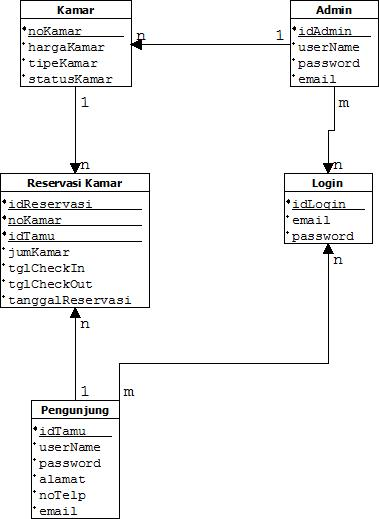 Kamar
noKamar
hargaKamar
tipeKamar
statusKamar
Admin
idAdmin
userName
password
email
n
1
1
m
n
n
Reservasi Kamar
idReservasi
noKamar
idTamu
jumKamar
tglCheckIn
tglCheckOut
tanggalReservasi
Login
idLogin
email
password
n
n
1
m
Pengunjung
idTamu
userName
password
alamat
noTelp
email